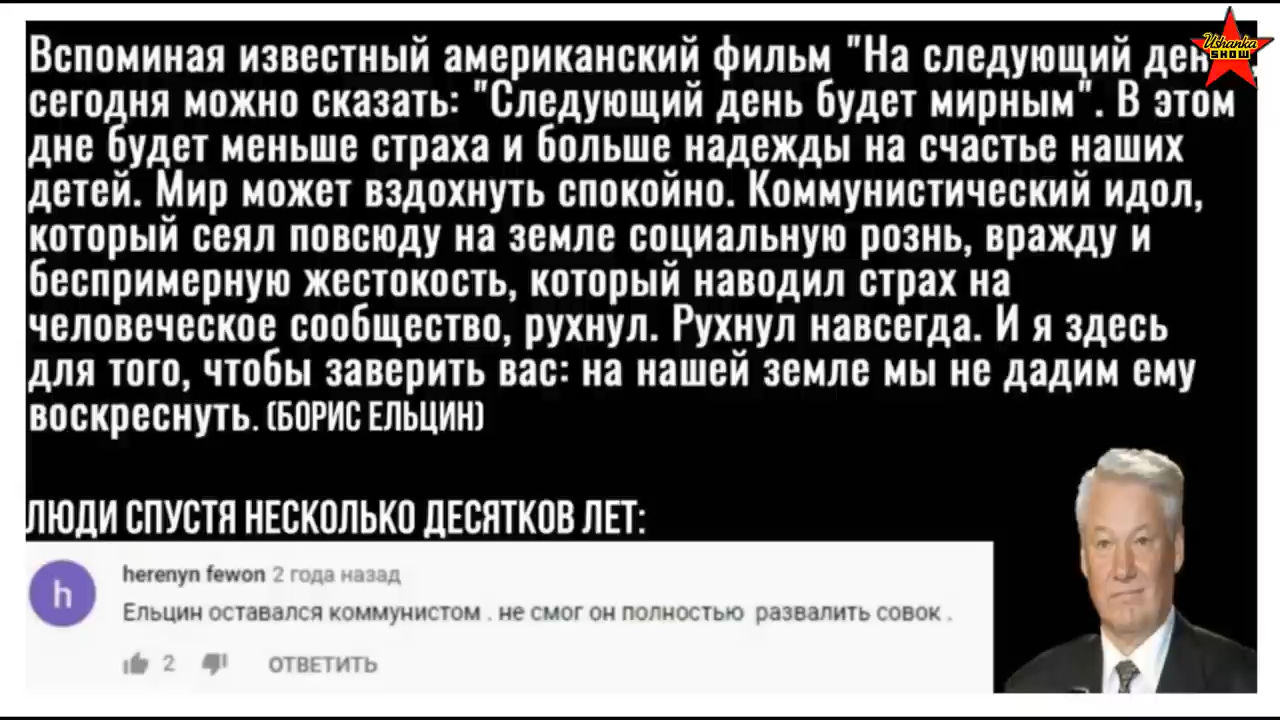 Вспоминая известный американский фильм "На следующий
сегодня можно сказать: "Следующий день будет мирным". В этом
дне будет меньше страха и больше надежды на счастье наших
детей. Мир может вздохнуть спокойно. Коммунистический идол,
который сеял повсюду на земле социальную рознь, вражду и
беспримерную жестокость, который наводил страх на
человеческое сообщество, рухнул. Рухнул навсегда. И я здесь
для того, чтобы заверить вас: на нашей земле мы не дадим ему
воскреснуть. (БОРИС ЕЛЬЦИН)
ЛЮДИ СПУСТЯ НЕСКОЛЬКО ДЕСЯТКОВ ЛЕТ:
h
herenyn fewon 2 года назад
Ельцин оставался коммунистом . не смог он полностью развалить совок .
2 ОТВЕТИТЬ
Ushanka
SHOW